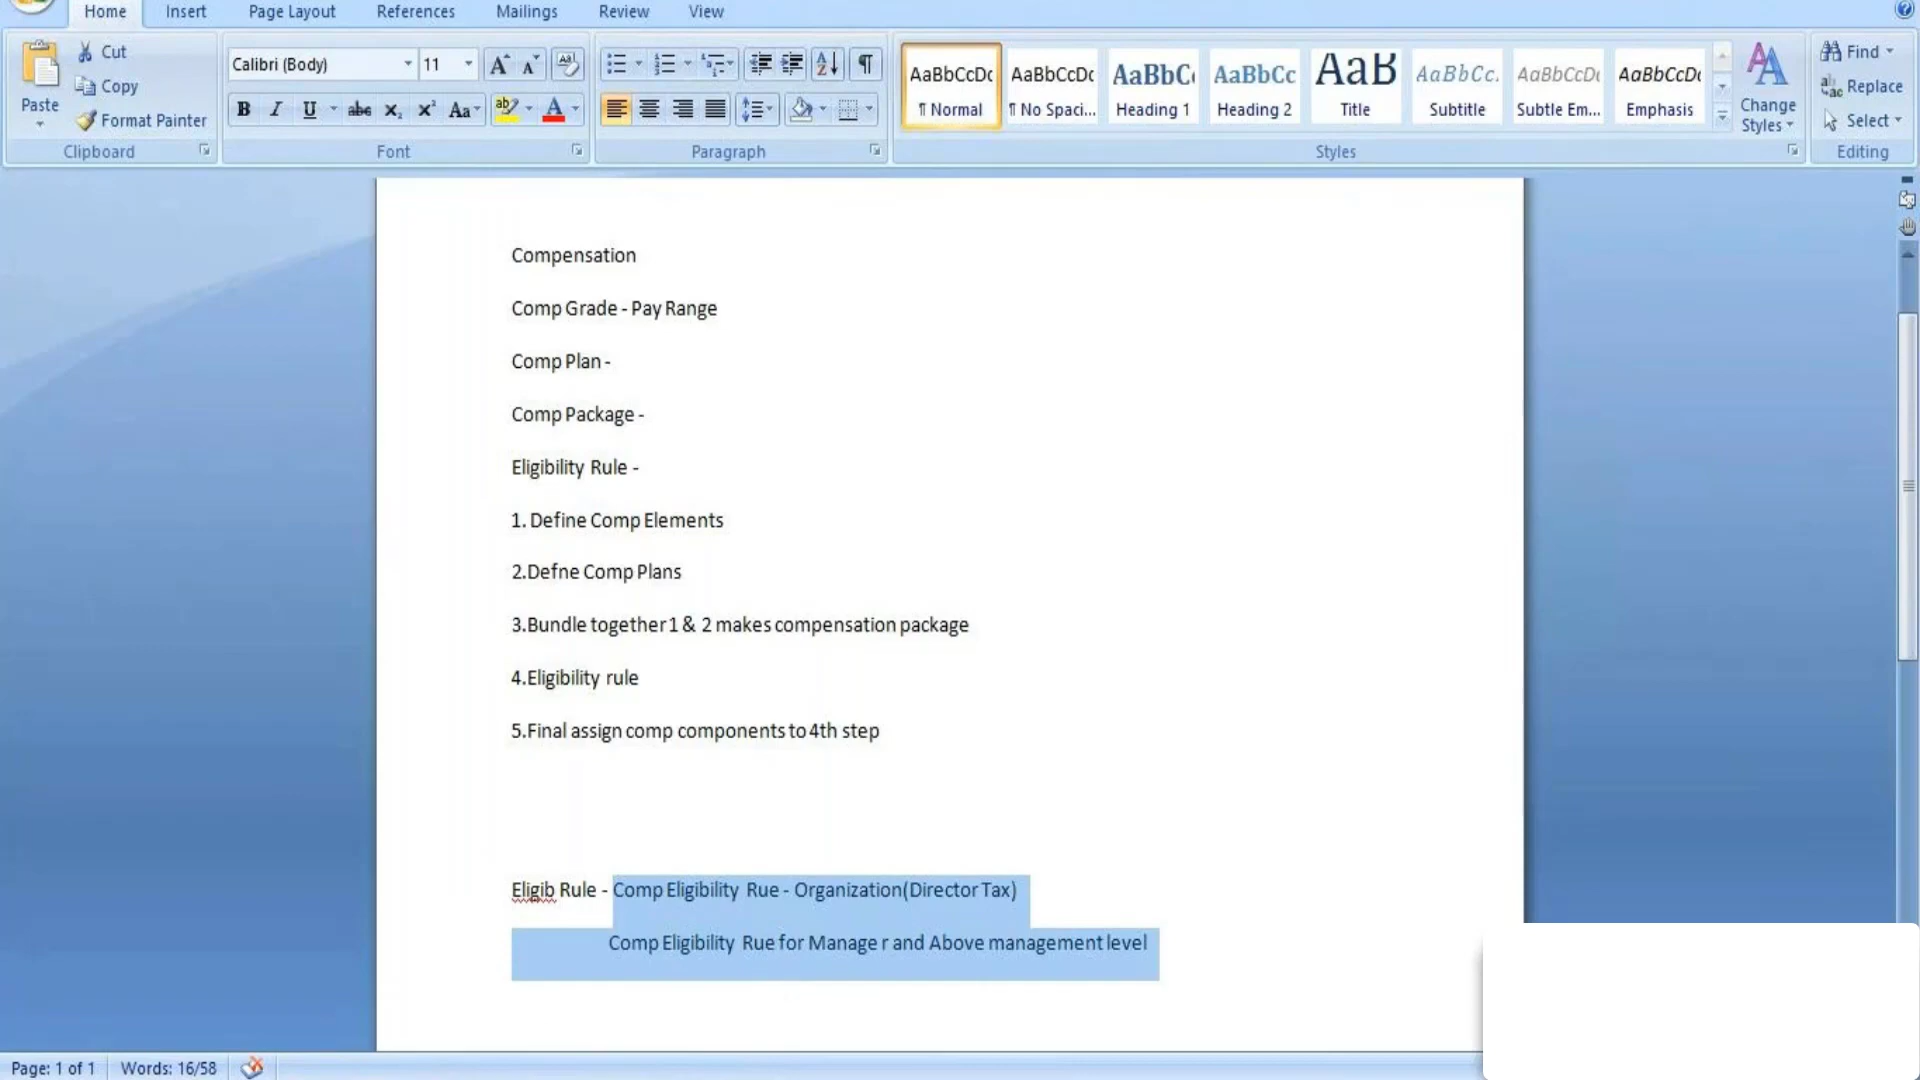 Home Insert Page Layout References Mailings Review View
Cut
Copy
Format Painter
Paste
Clipboard
Calibri (Body) 11
Font
Paragraph
AaBbCcDc AaBbCcDc AaBbC AaBbCc AaB AaBbCc. AaBbCcDc AaBbCcDc
¶ Normal ¶ No Spaci... Heading 1 Heading 2 Title Subtitle Subtle Em... Emphasis
Change Styles
Styles
Find
Replace
Select
Editing
Compensation
Comp Grade - Pay Range
Comp Plan -
Comp Package -
Eligibility Rule -
1. Define Comp Elements
2.Defne Comp Plans
3.Bundle together 1 & 2 makes compensation package
4.Eligibility rule
5.Final assign comp components to 4th step
Eligib Rule - Comp Eligibility Rue - Organization(Director Tax)
Comp Eligibility Rue for Manage r and Above management level
Page: 1 of 1 Words: 16/58